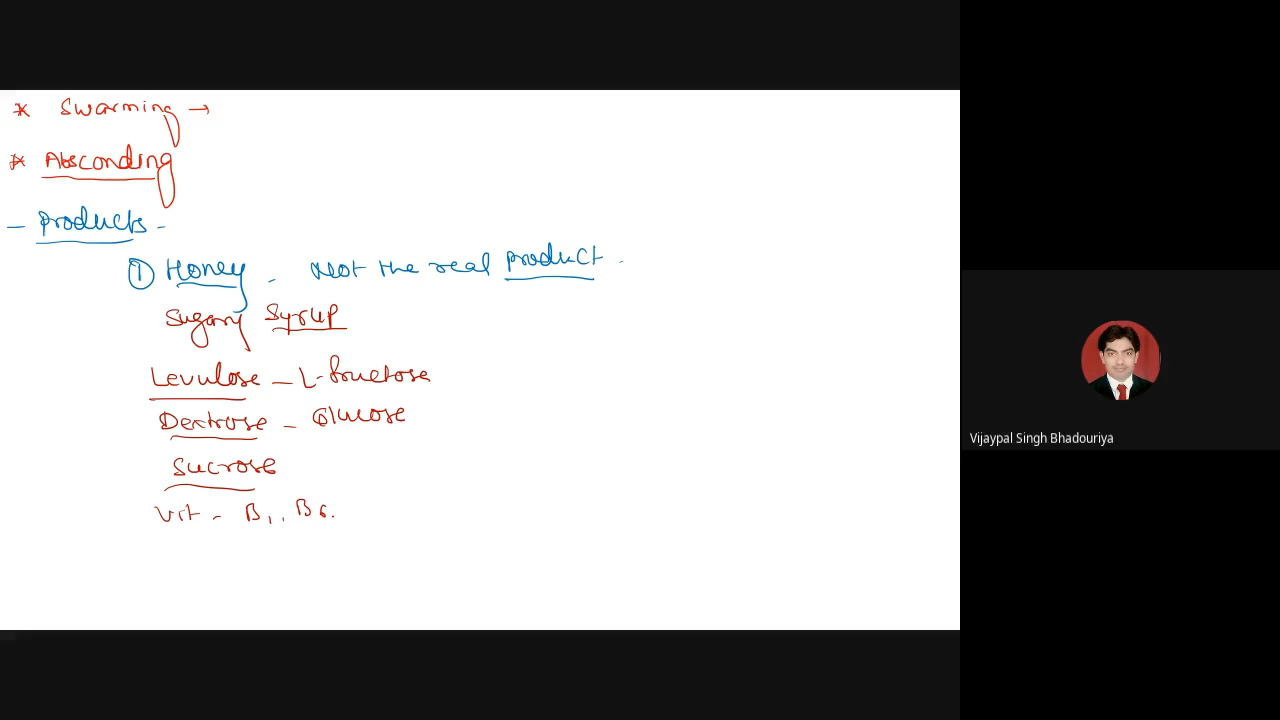 * Swarming →
* Absconding
- Products -
① Honey - Not the real product.
Sugary Syrup
Levulose - L-fructose
Dextrose - Glucose
Sucrose
Vit - B1, B6.
Vijaypal Singh Bhadouriya